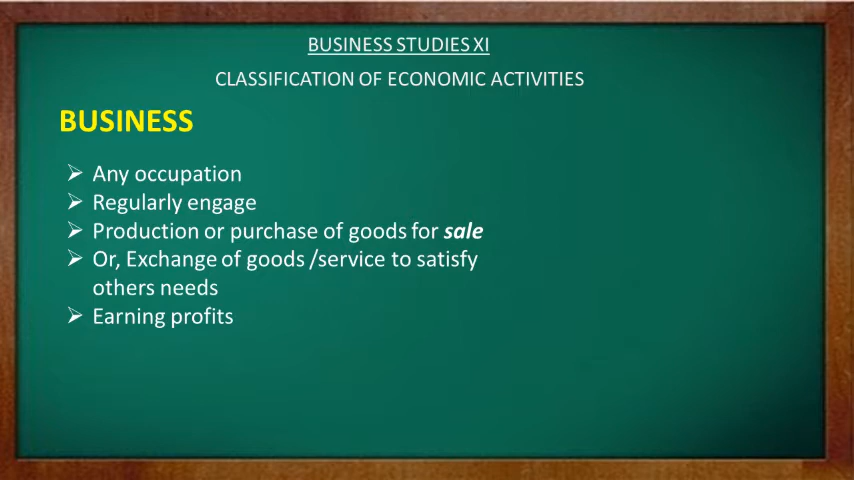 BUSINESS STUDIES XI
CLASSIFICATION OF ECONOMIC ACTIVITIES
BUSINESS
➢ Any occupation
➢ Regularly engage
➢ Production or purchase of goods for sale
➢ Or, Exchange of goods /service to satisfy
others needs
➢ Earning profits